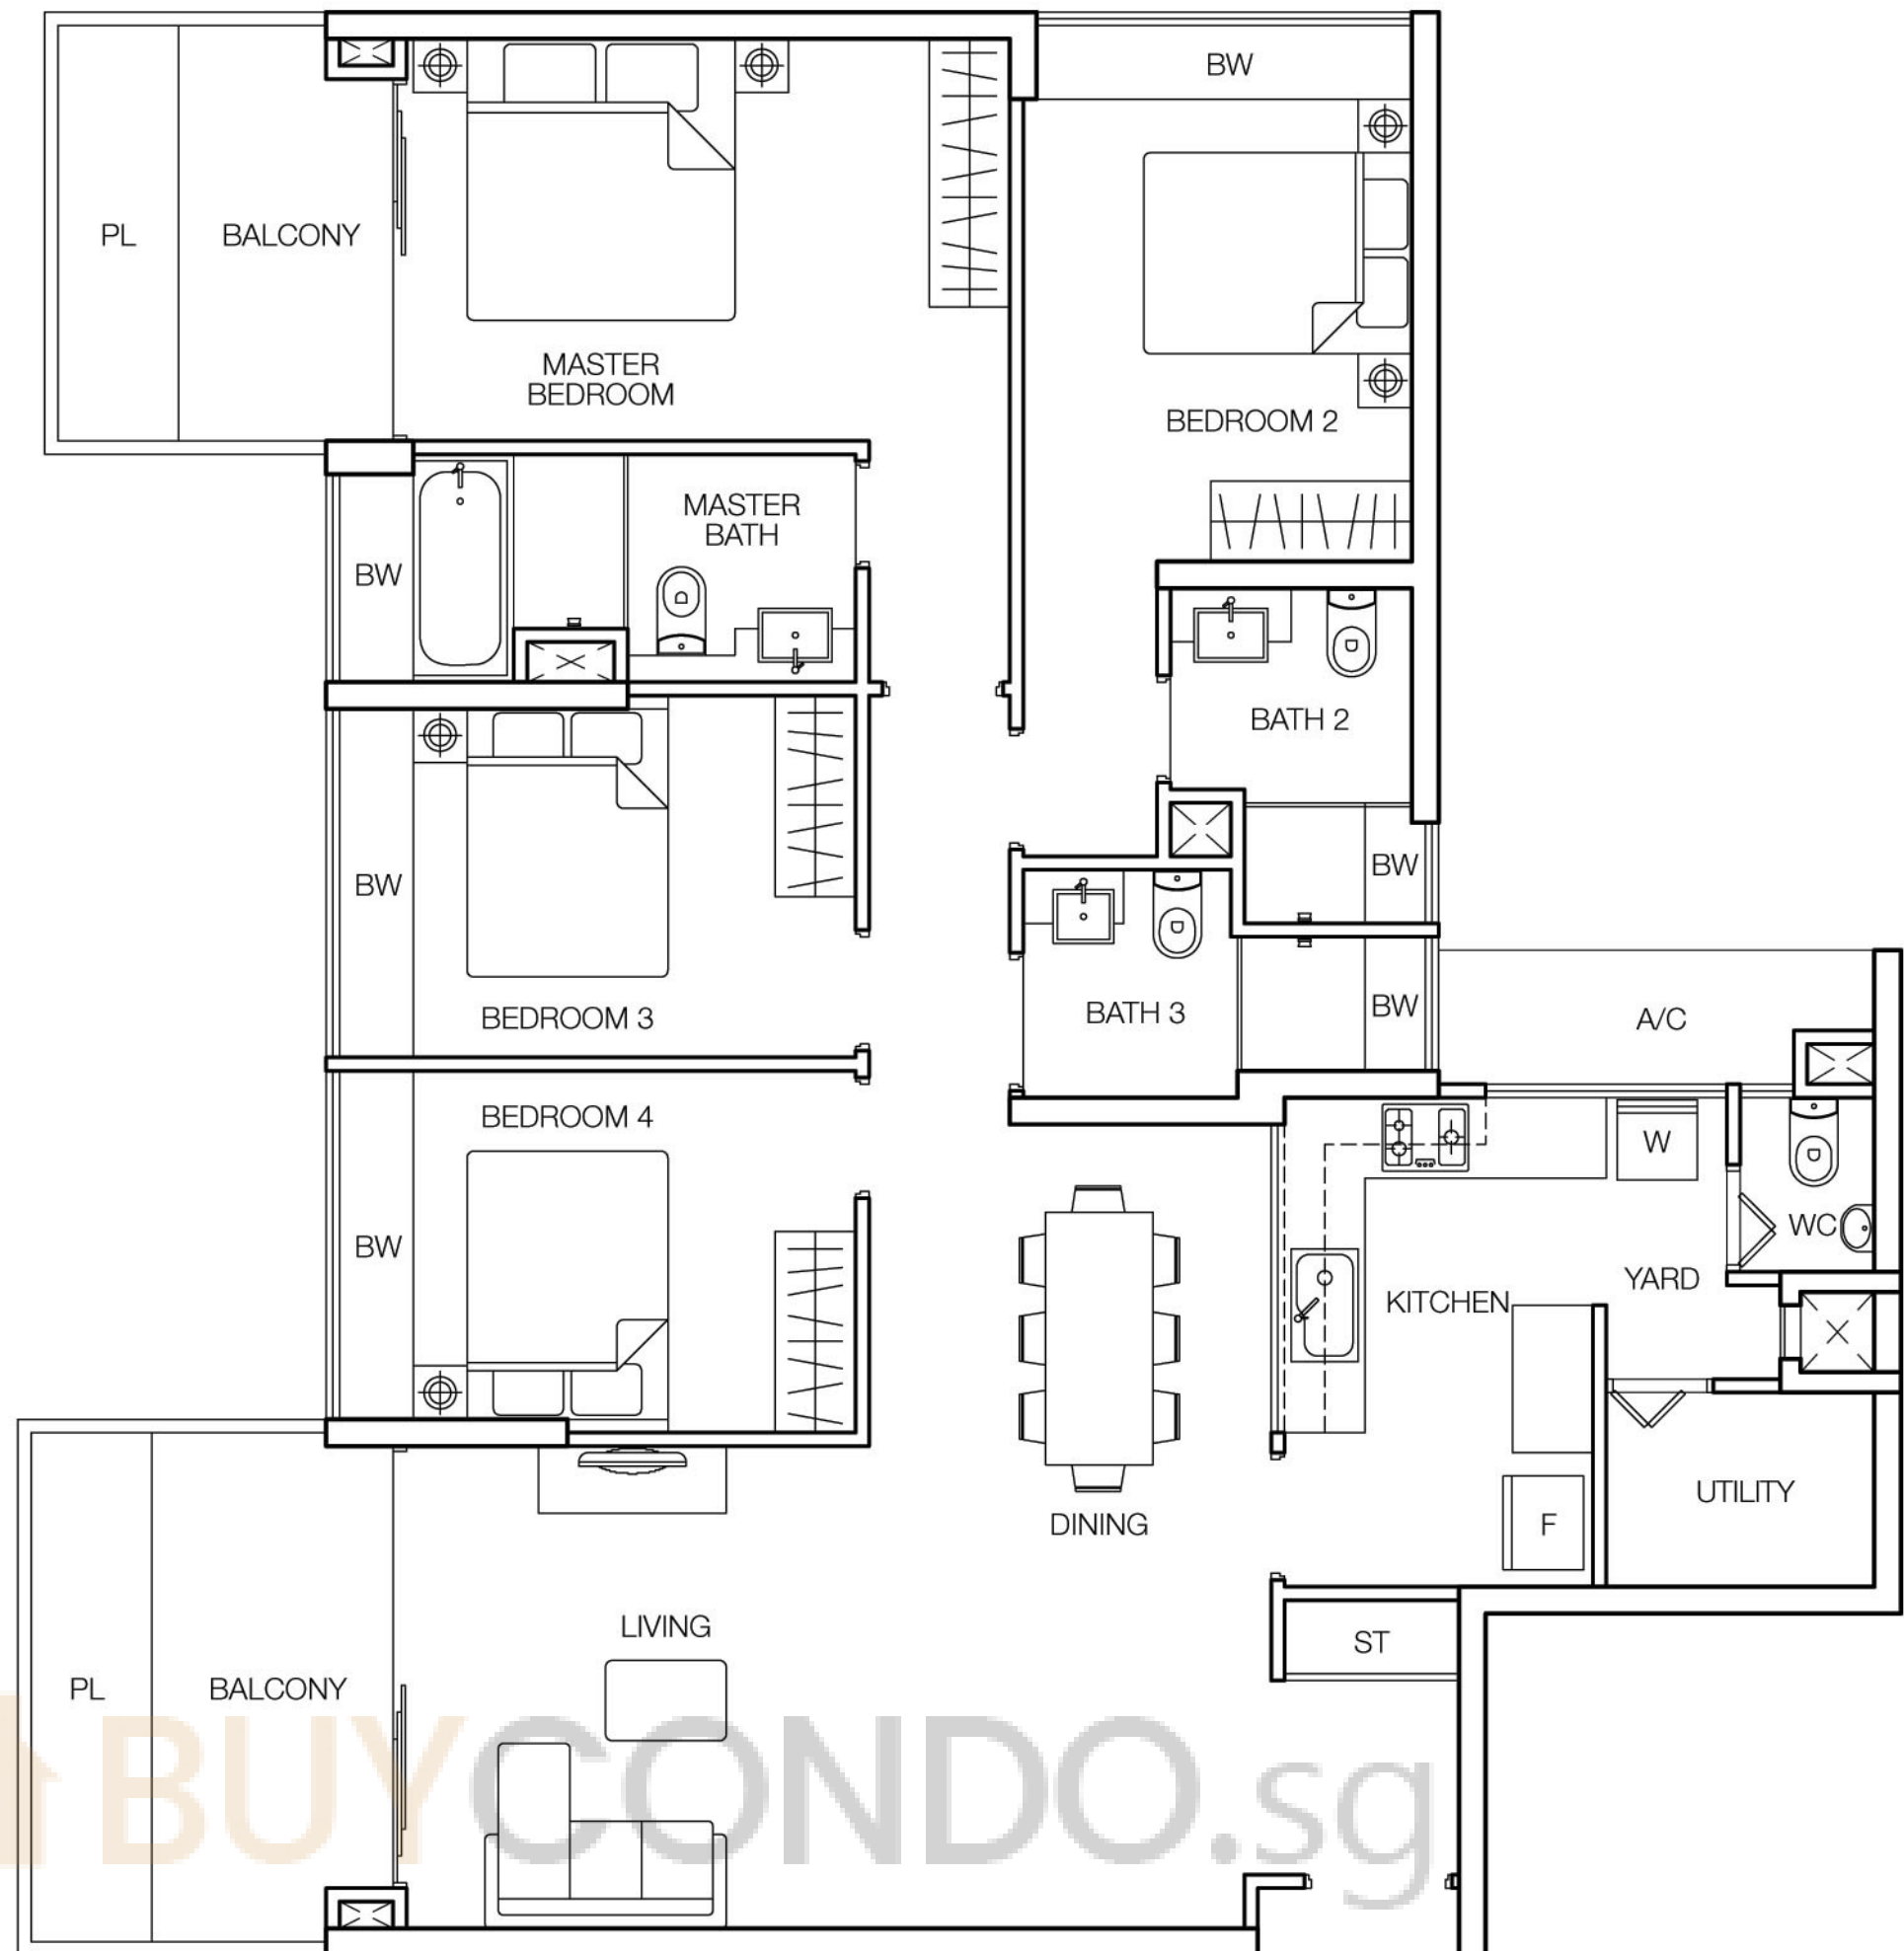 BW
PL
BALCONY
MASTER
BEDROOM
BEDROOM 2
MASTER
BATH
BW
BATH 2
BW
BW
BEDROOM 3
BATH 3
BW
A/C
BEDROOM 4
W
WC
BW
YARD
KITCHEN
UTILITY
DINING
F
LIVING
ST
PL
BALCONY
BUYCONDO.sg